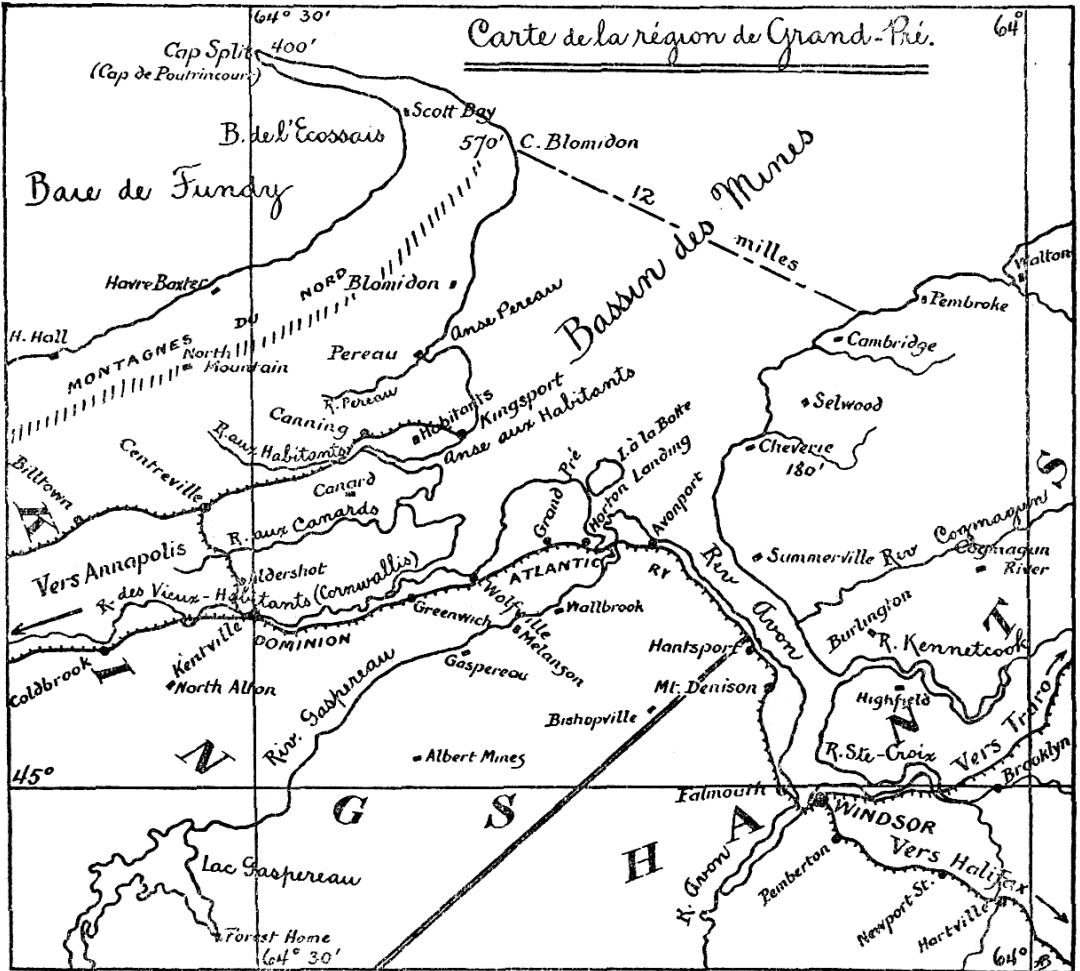 64° 30'
64°
Carte de la région de Grand-Pré.
Cap Split 400'
(Cap de Poutrincourt)
Scott Bay
B. de l'Ecossais
570' C. Blomidon
Baie de Fundy
12 milles
Bassin des Mines
Walton
Havre Baxter
Blomidon
Pembroke
H. Hall
MONTAGNES DU NORD
Anse Pereau
Cambridge
North Mountain
Pereau
R. Pereau
Selwood
Canning
Habitants
Kingsport
Anse aux Habitants
R. aux Habitants
Cheverie
180'
Billtown
Centreville
Canard
Grand Pré
I. à la Botte
Horton Landing
Avonport
R. aux Canards
Vers Annapolis
Aldershot
R. des Vieux-Habitants (Cornwallis)
Summerville
Riv Cogmagun
Cogmagun River
ATLANTIC RY
DOMINION
Wolfville
Wallbrook
Greenwich
Kentville
Coldbrook
Melanson
Gaspereau
Riv Avon
Burlington
R. Kennetcook
Hantsport
North Alton
Mt. Denison
Highfield
Bishopville
Riv. Gaspereau
Albert Mines
R. Ste-Croix
Vers Truro
Brooklyn
45°
Falmouth
WINDSOR
KINGS
HANTS
Vers Halifax
R. Avon
Pemberton
Newport St.
Hartville
Lac Gaspereau
Forest Home
64° 30'
64°